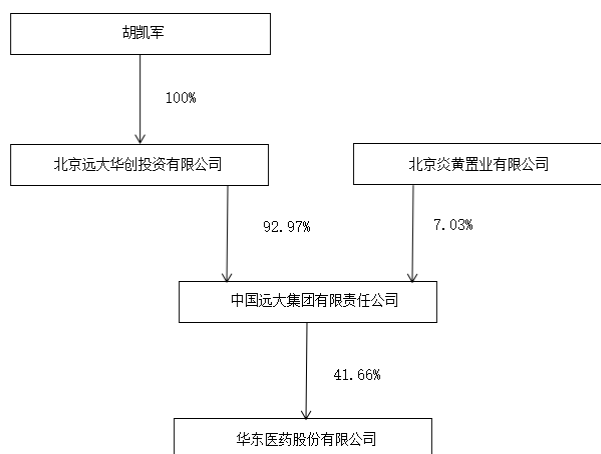 胡凯军
100%
北京远大华创投资有限公司
北京炎黄置业有限公司
92.97%
7.03%
中国远大集团有限责任公司
41.66%
华东医药股份有限公司